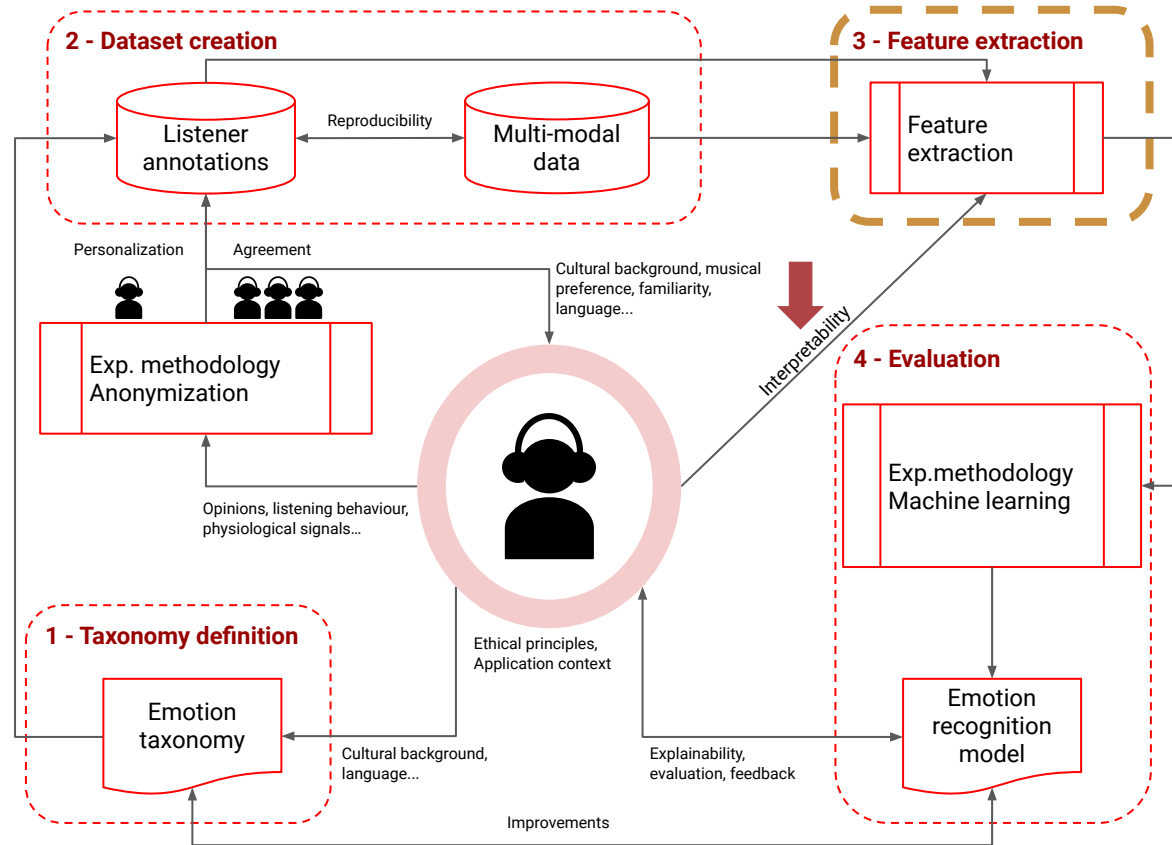 2 - Dataset creation
3 - Feature extraction
Listener
annotations
Reproducibility
Multi-modal
data
Feature
extraction
Personalization
Agreement
Cultural background, musical
preference, familiarity,
language...
Interpretability
Exp. methodology
Anonymization
4 - Evaluation
Exp.methodology
Machine learning
Opinions, listening behaviour,
physiological signals…
1 - Taxonomy definition
Ethical principles,
Application context
Emotion
taxonomy
Cultural background,
language...
Explainability,
evaluation, feedback
Emotion
recognition
model
Improvements